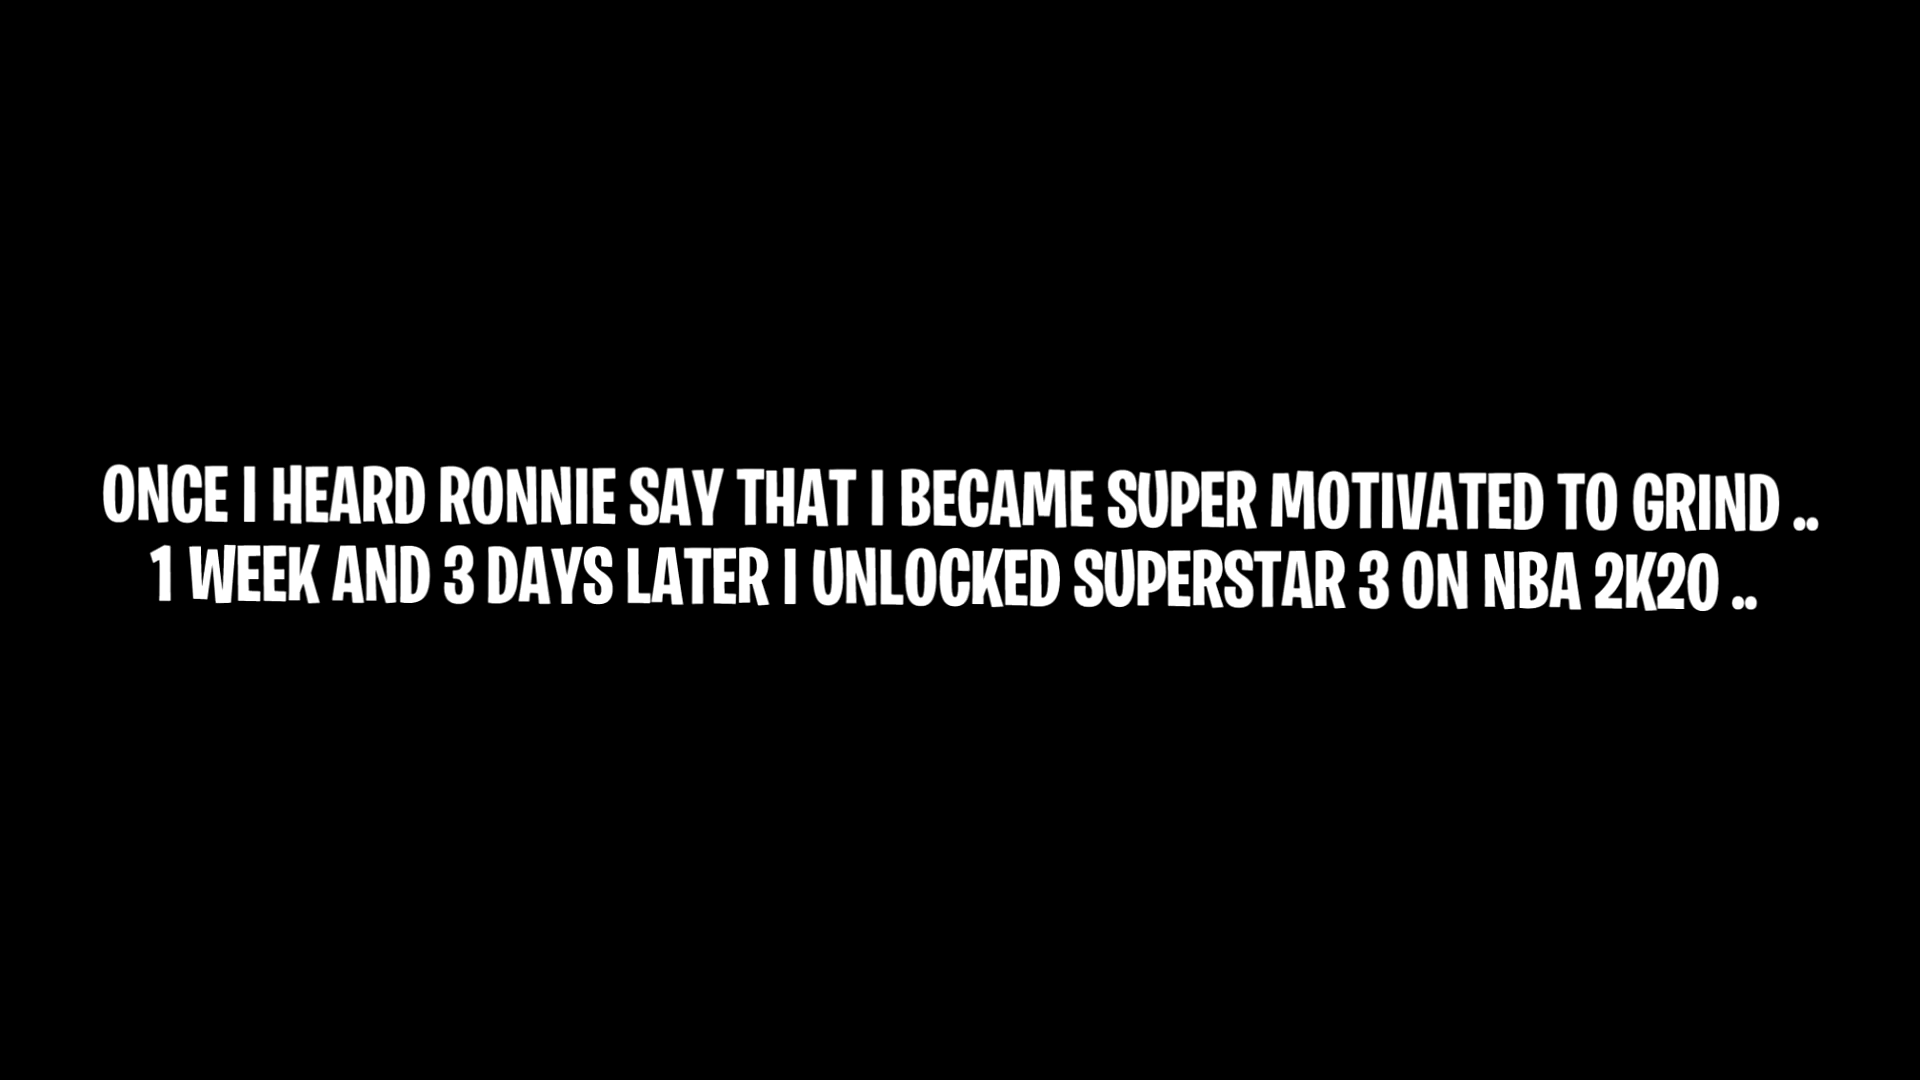 ONCE I HEARD RONNIE SAY THAT I BECAME SUPER MOTIVATED TO GRIND ..
1 WEEK AND 3 DAYS LATER I UNLOCKED SUPERSTAR 3 ON NBA 2K20 ..